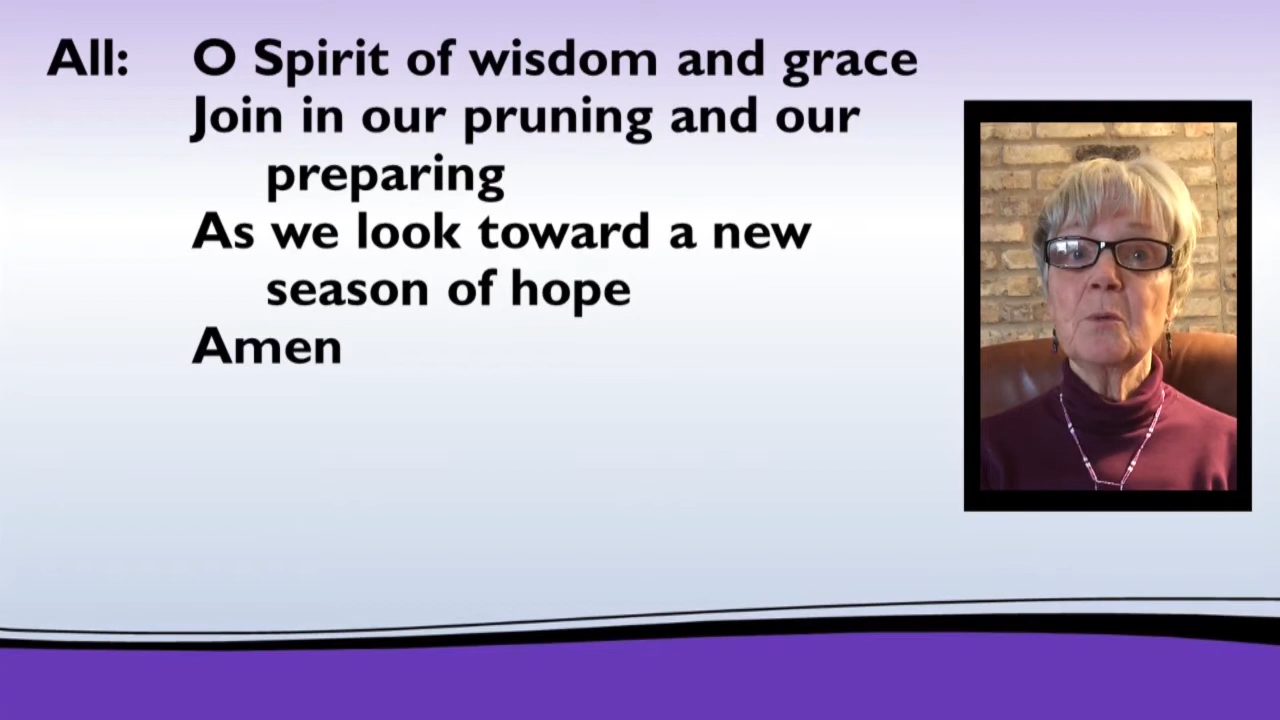 All: O Spirit of wisdom and grace
Join in our pruning and our
preparing
As we look toward a new
season of hope
Amen